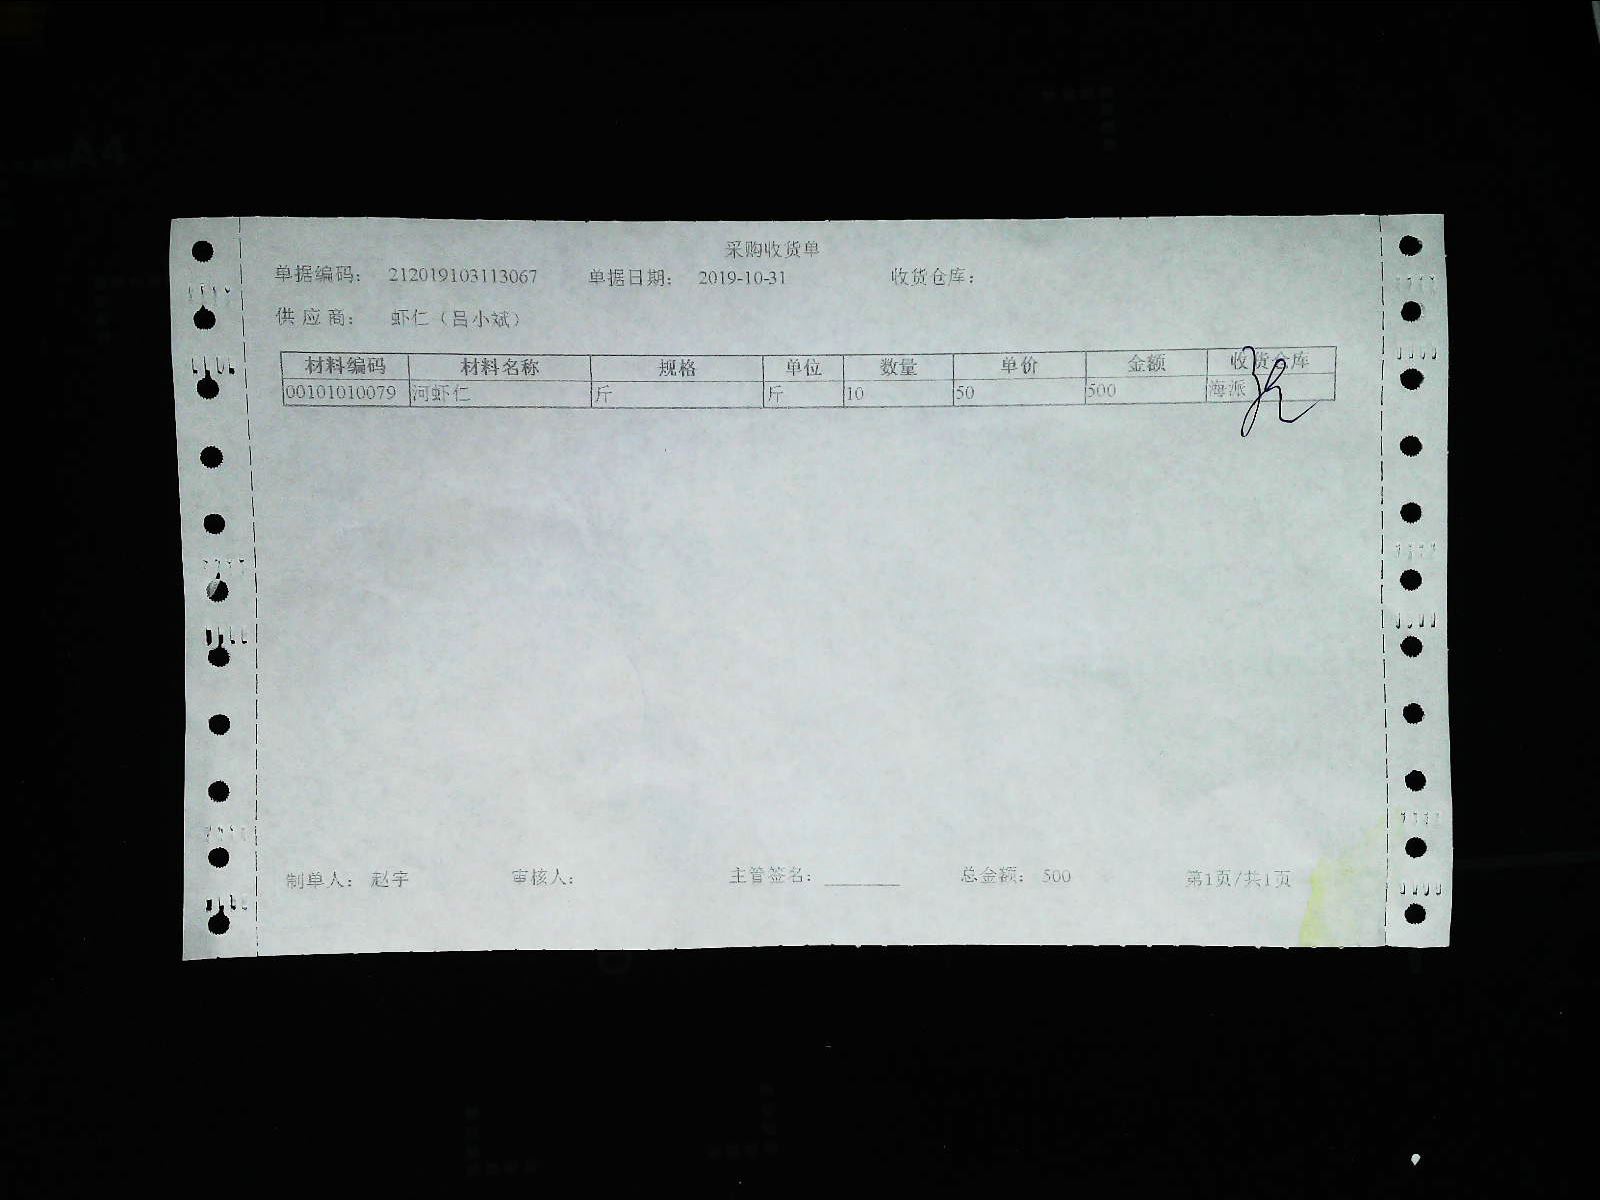 采购收货单
单据编码： 212019103113067 单据日期： 2019-10-31 收货仓库：
供 应 商： 虾仁（吕小斌）
材料编码 材料名称 规格 单位 数量 单价 金额 收货仓库
00101010079 河虾仁 斤 斤 10 50 500 海派
制单人： 赵宇 审核人： 主管签名：________ 总金额： 500 第1页/共1页